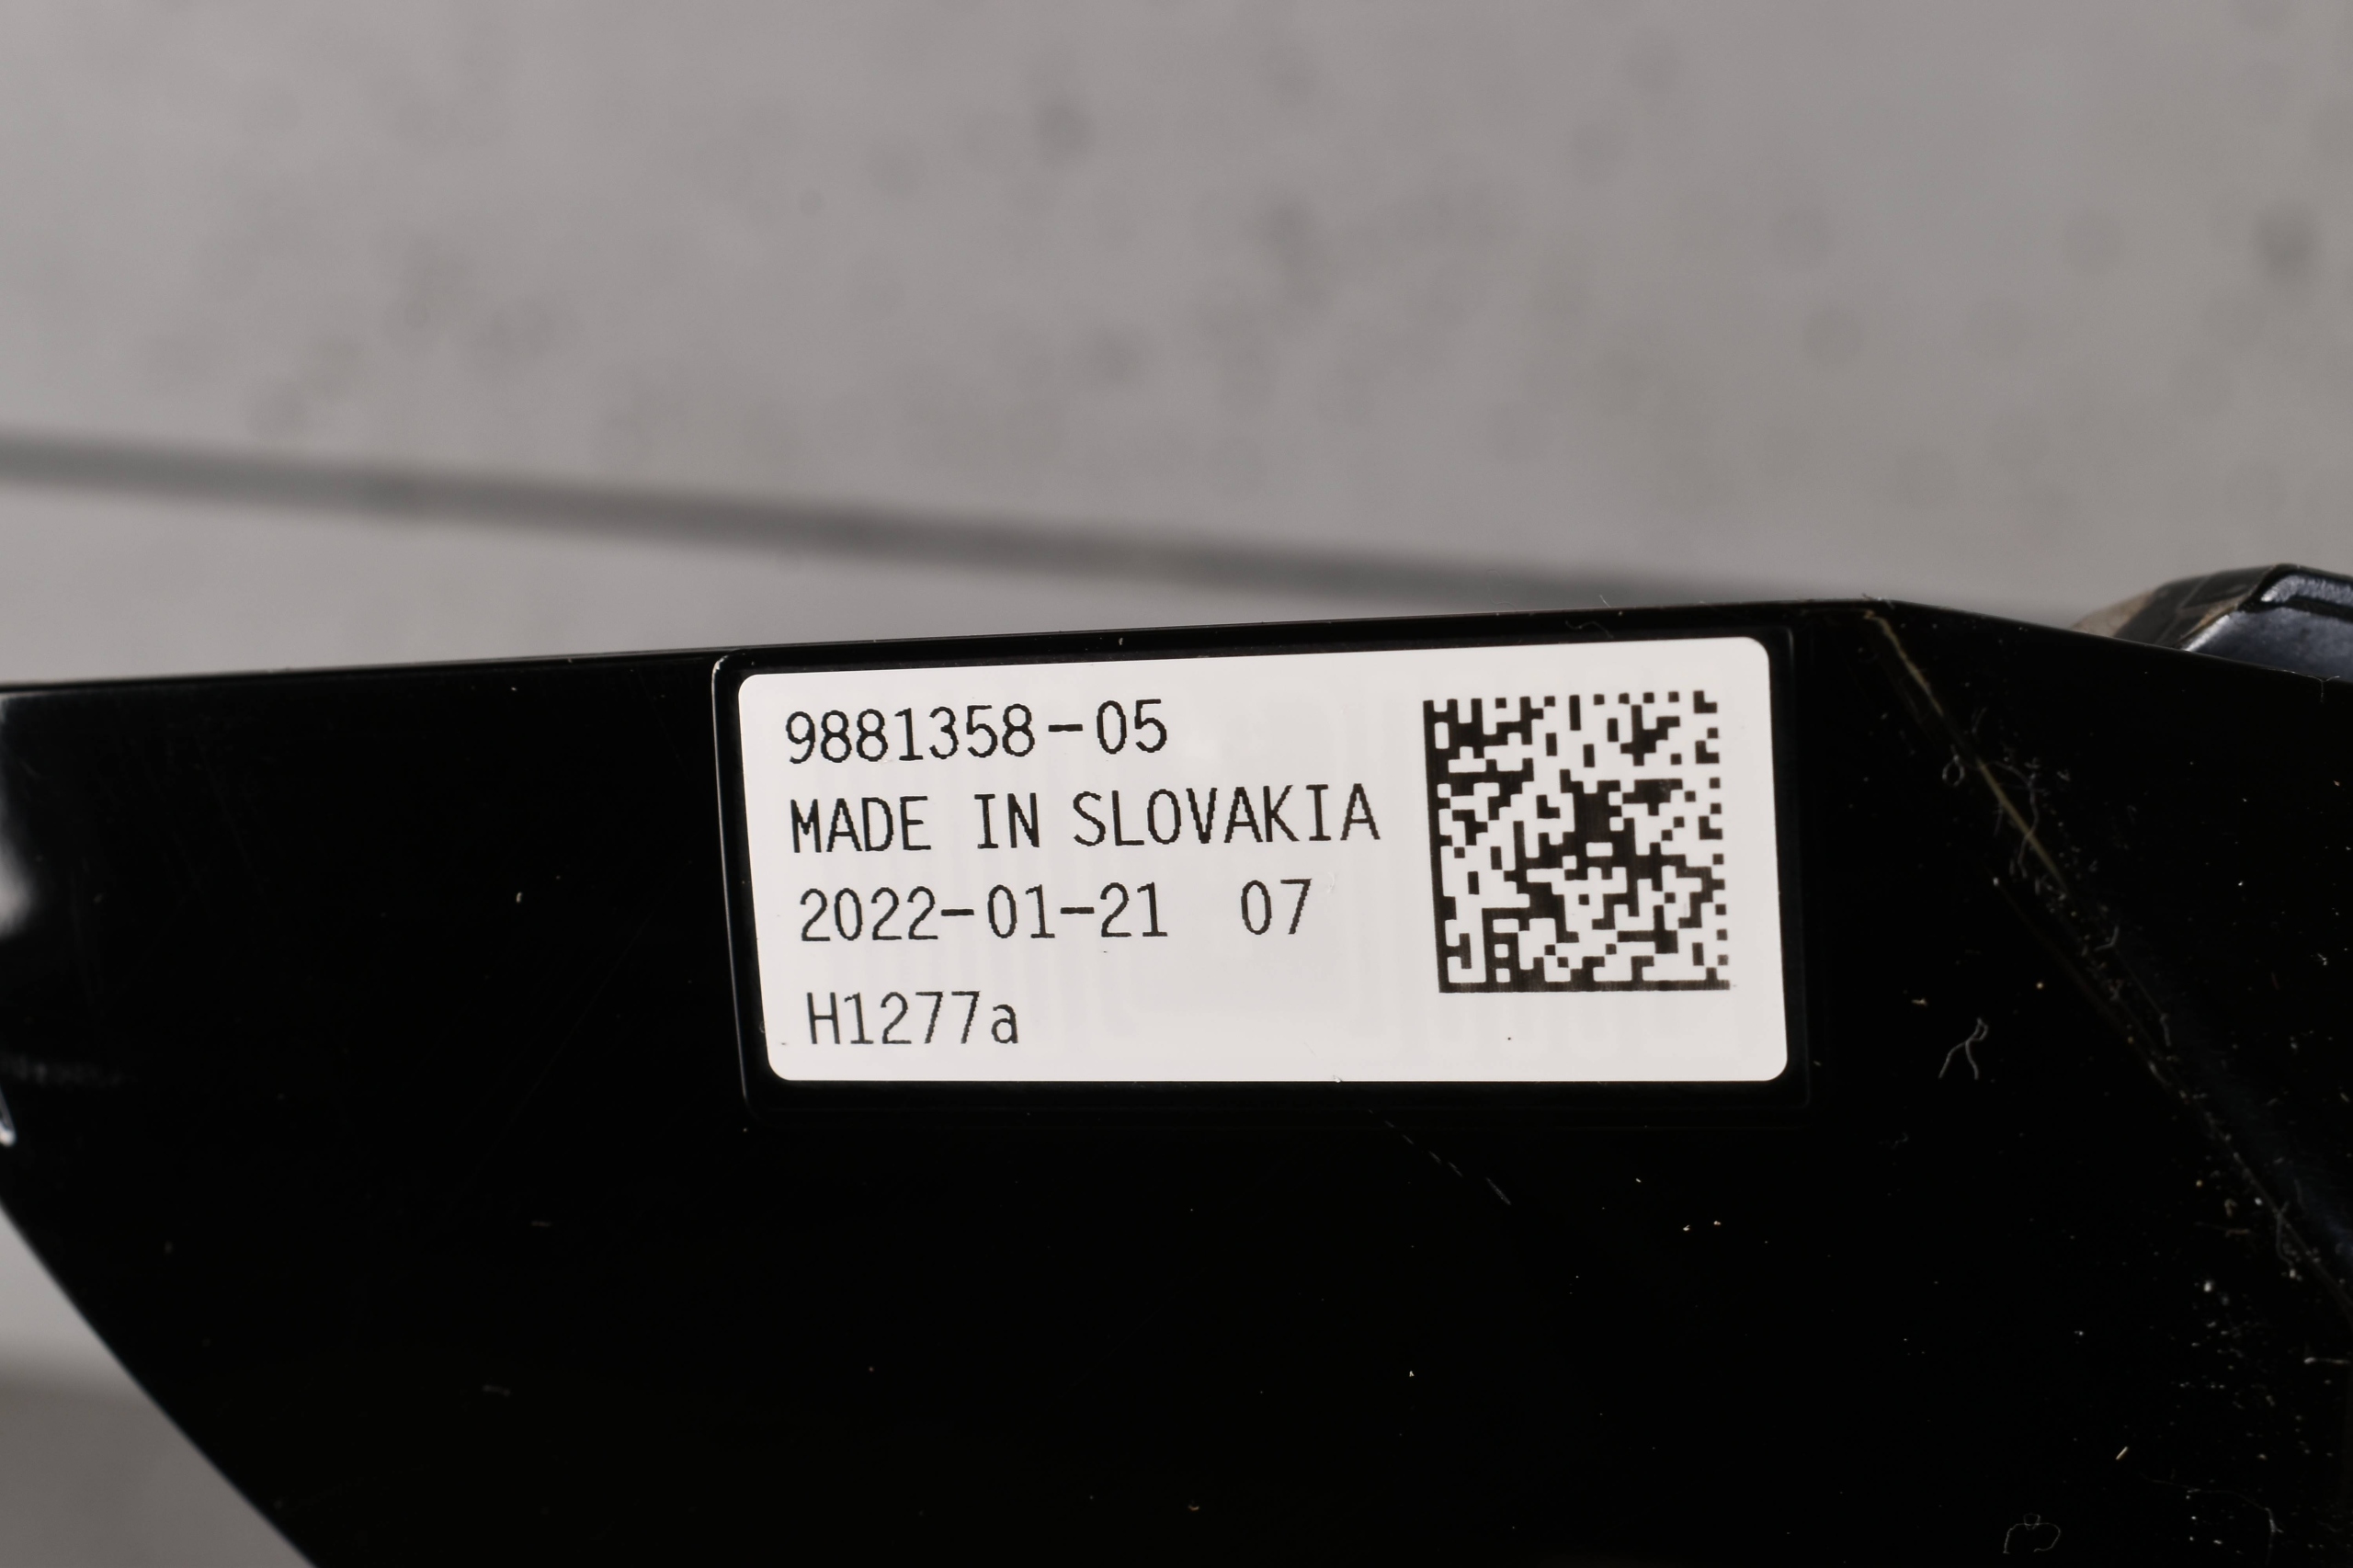 9881358-05
MADE IN SLOVAKIA
2022-01-21 07
H1277a